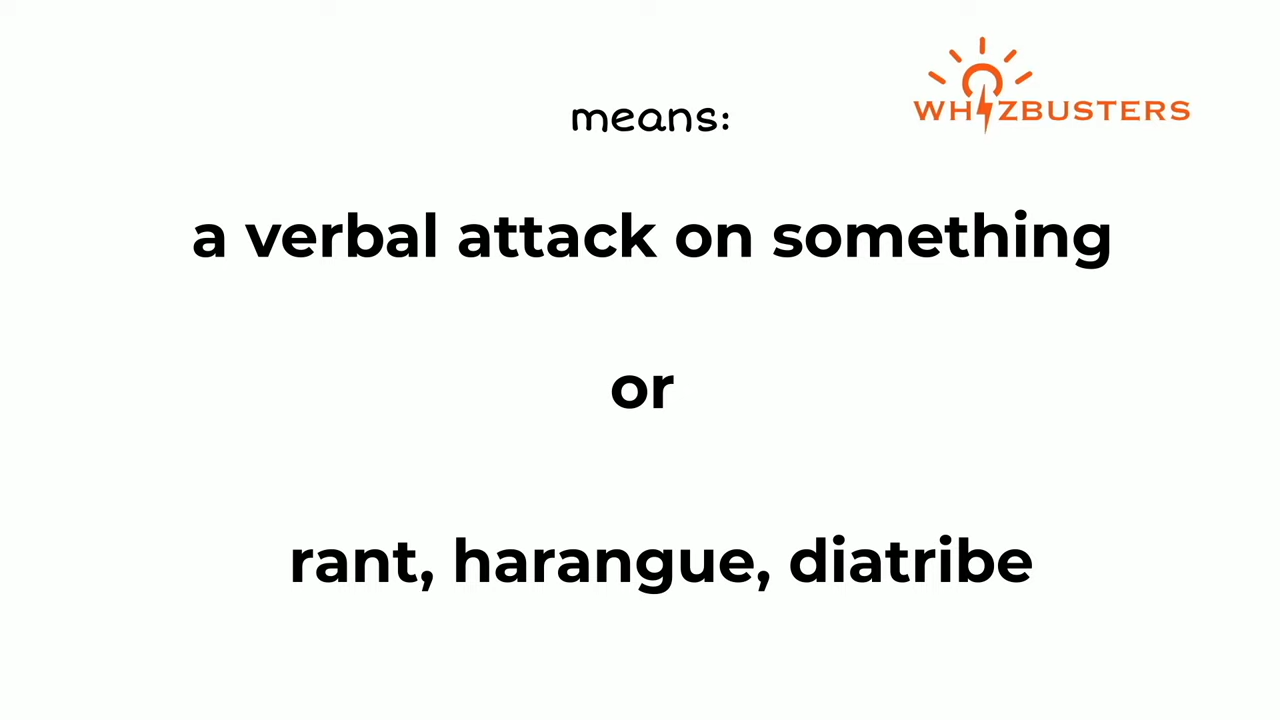 means:
WHIZBUSTERS
a verbal attack on something
or
rant, harangue, diatribe